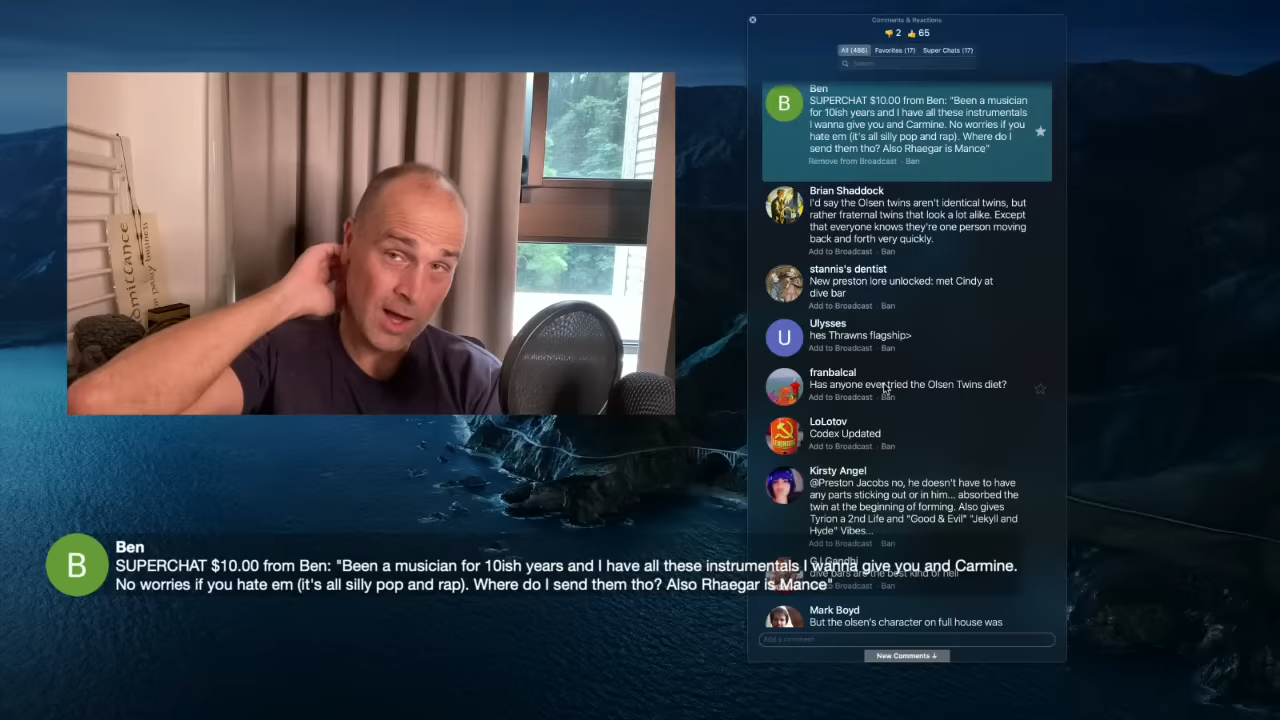 Comments & Reactions
2 65
All (486) Favorites (17) Super Chats (17)
Search
B
Ben
SUPERCHAT $10.00 from Ben: "Been a musician
for 10ish years and I have all these instrumentals
I wanna give you and Carmine. No worries if you
hate em (it's all silly pop and rap). Where do I
send them tho? Also Rhaegar is Mance"
Remove from Broadcast · Ban
Brian Shaddock
I'd say the Olsen twins aren't identical twins, but
rather fraternal twins that look a lot alike. Except
that everyone knows they're one person moving
back and forth very quickly.
Add to Broadcast · Ban
stannis's dentist
New preston lore unlocked: met Cindy at
dive bar
Add to Broadcast · Ban
U
Ulysses
hes Thrawns flagship>
Add to Broadcast · Ban
franbalcal
Has anyone ever tried the Olsen Twins diet?
Add to Broadcast · Ban
LoLotov
Codex Updated
Add to Broadcast · Ban
Kirsty Angel
@Preston Jacobs no, he doesn't have to have
any parts sticking out or in him... absorbed the
twin at the beginning of forming. Also gives
Tyrion a 2nd Life and "Good & Evil" "Jekyll and
Hyde" Vibes...
Add to Broadcast · Ban
G I Gandhi
dive bars are the best kind of hell
Add to Broadcast · Ban
Mark Boyd
But the olsen's character on full house was
Add a comment
New Comments ↓
B
Ben
SUPERCHAT $10.00 from Ben: "Been a musician for 10ish years and I have all these instrumentals I wanna give you and Carmine.
No worries if you hate em (it's all silly pop and rap). Where do I send them tho? Also Rhaegar is Mance"